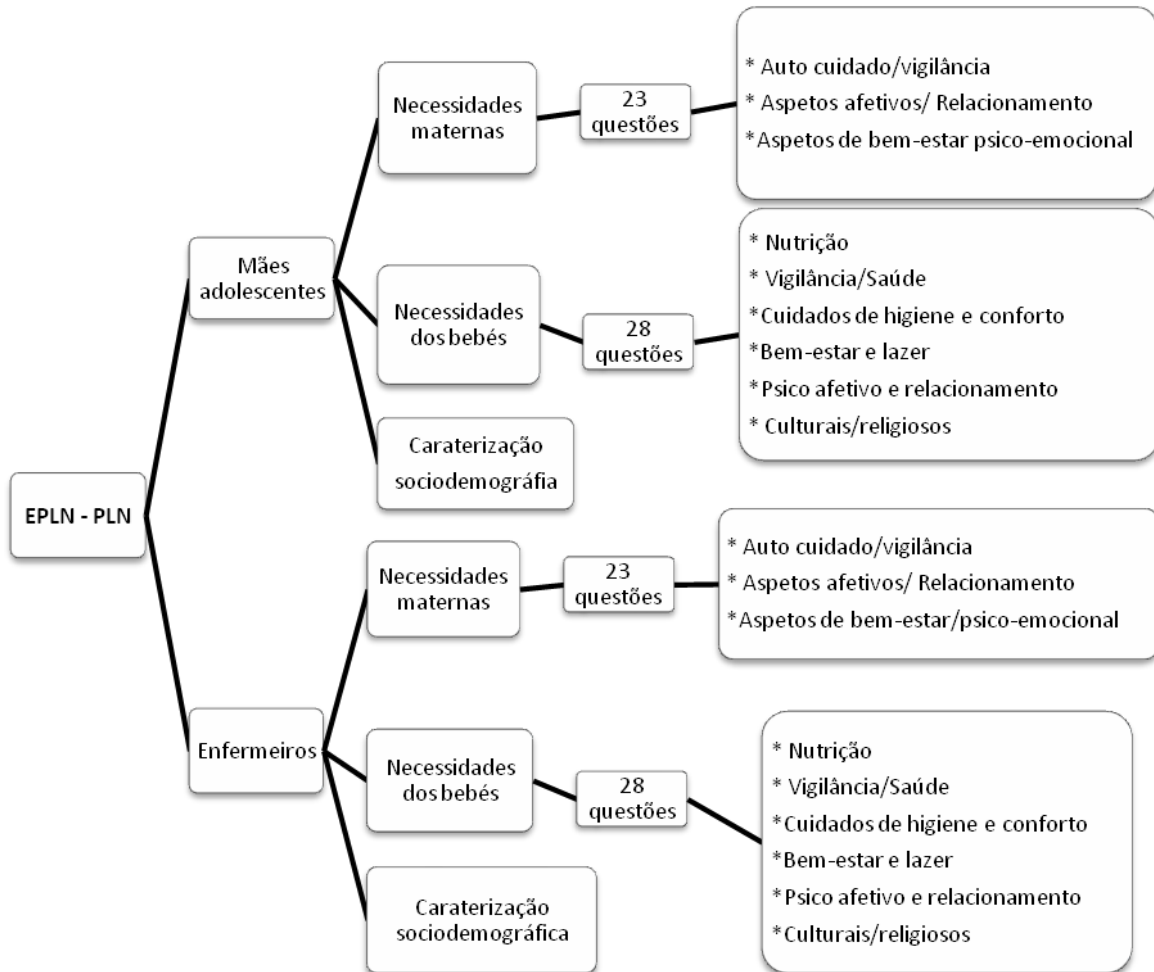 EPLN - PLN
Mães
adolescentes
Necessidades
maternas
23
questões
* Auto cuidado/vigilância
* Aspetos afetivos/ Relacionamento
*Aspetos de bem-estar psico-emocional
Necessidades
dos bebés
28
questões
* Nutrição
* Vigilância/Saúde
*Cuidados de higiene e conforto
*Bem-estar e lazer
*Psico afetivo e relacionamento
* Culturais/religiosos
Caraterização
sociodemográfia
Enfermeiros
Necessidades
maternas
23
questões
* Auto cuidado/vigilância
* Aspetos afetivos/ Relacionamento
*Aspetos de bem-estar/psico-emocional
Necessidades
dos bebés
28
questões
* Nutrição
* Vigilância/Saúde
*Cuidados de higiene e conforto
*Bem-estar e lazer
*Psico afetivo e relacionamento
*Culturais/religiosos
Caraterização
sociodemográfica